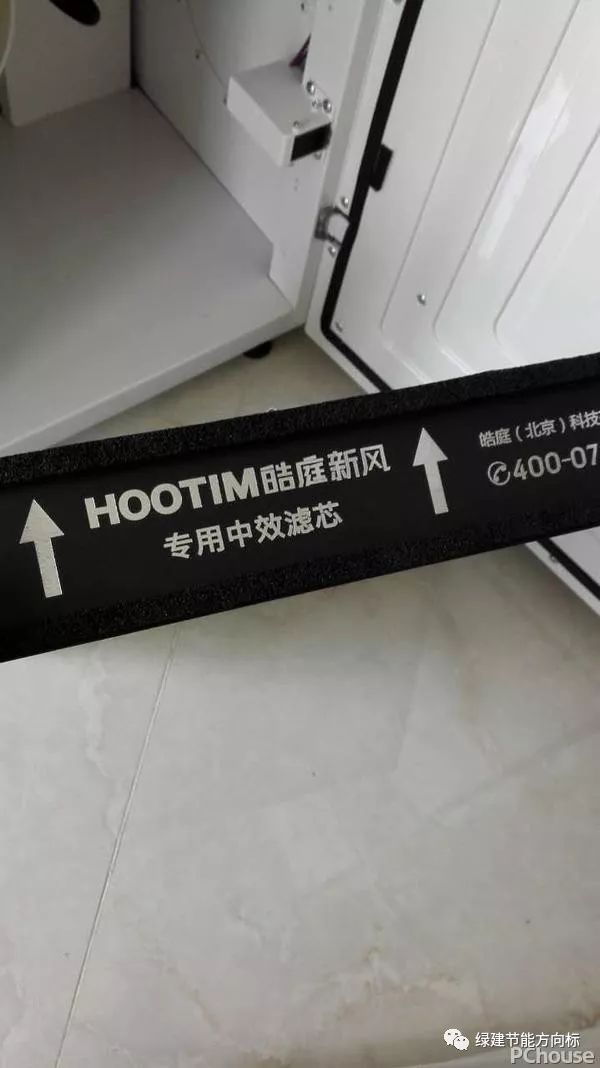 HOOTIM皓庭新风
专用中效滤芯
皓庭（北京）科技
400-07
绿建节能方向标
PChouse